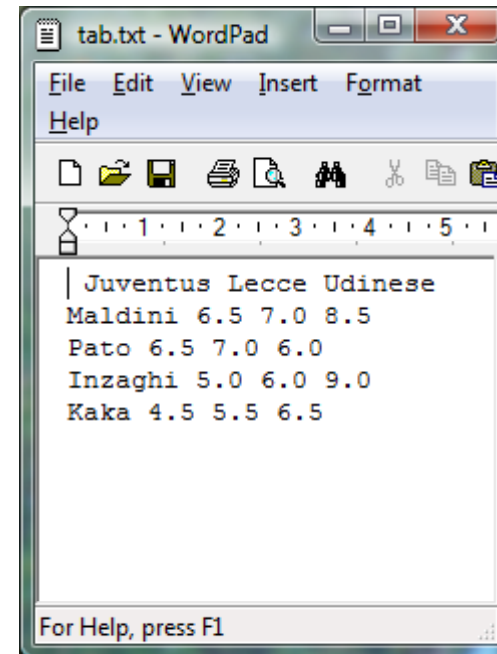 tab.txt - WordPad
File Edit View Insert Format
Help
1 2 3 4 5
Juventus Lecce Udinese
Maldini 6.5 7.0 8.5
Pato 6.5 7.0 6.0
Inzaghi 5.0 6.0 9.0
Kaka 4.5 5.5 6.5
For Help, press F1